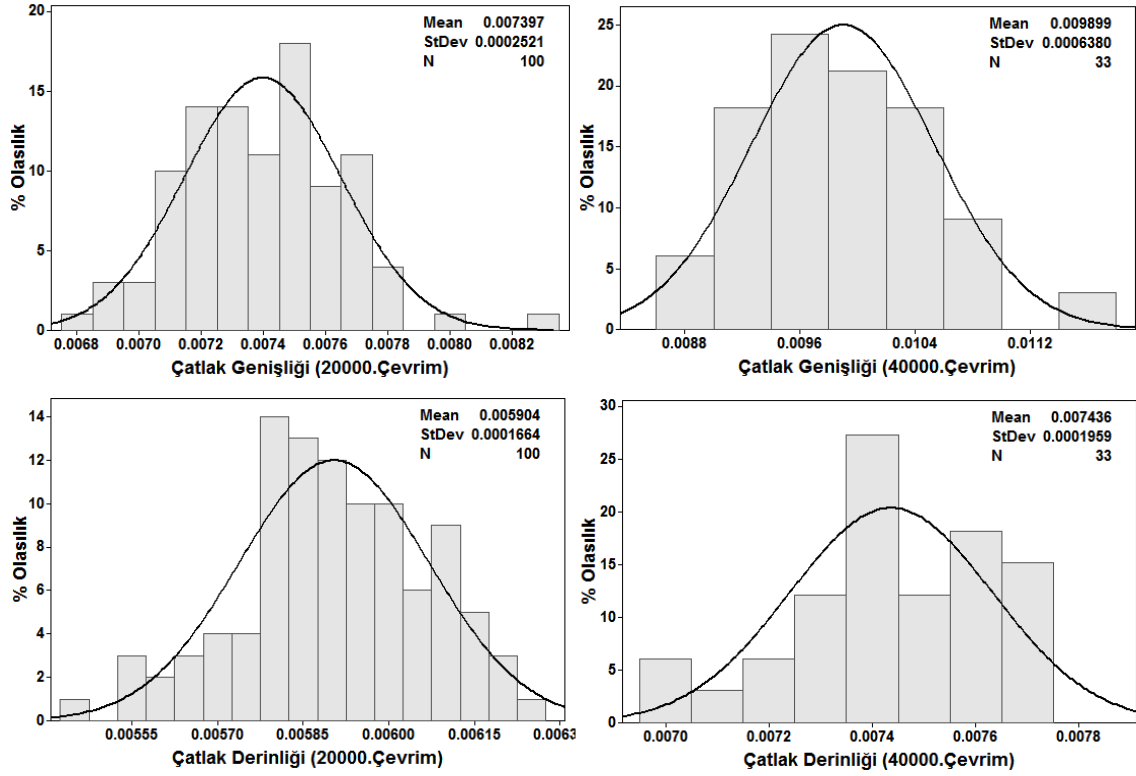 Mean 0.007397
StDev 0.0002521
N 100
% Olasılık
20
15
10
5
0
0.0068 0.0070 0.0072 0.0074 0.0076 0.0078 0.0080 0.0082
Çatlak Genişliği (20000.Çevrim)
Mean 0.009899
StDev 0.0006380
N 33
% Olasılık
25
20
15
10
5
0
0.0088 0.0096 0.0104 0.0112
Çatlak Genişliği (40000.Çevrim)
Mean 0.005904
StDev 0.0001664
N 100
% Olasılık
14
12
10
8
6
4
2
0
0.00555 0.00570 0.00585 0.00600 0.00615 0.0063
Çatlak Derinliği (20000.Çevrim)
Mean 0.007436
StDev 0.0001959
N 33
% Olasılık
30
25
20
15
10
5
0
0.0070 0.0072 0.0074 0.0076 0.0078
Çatlak Derinliği (40000.Çevrim)